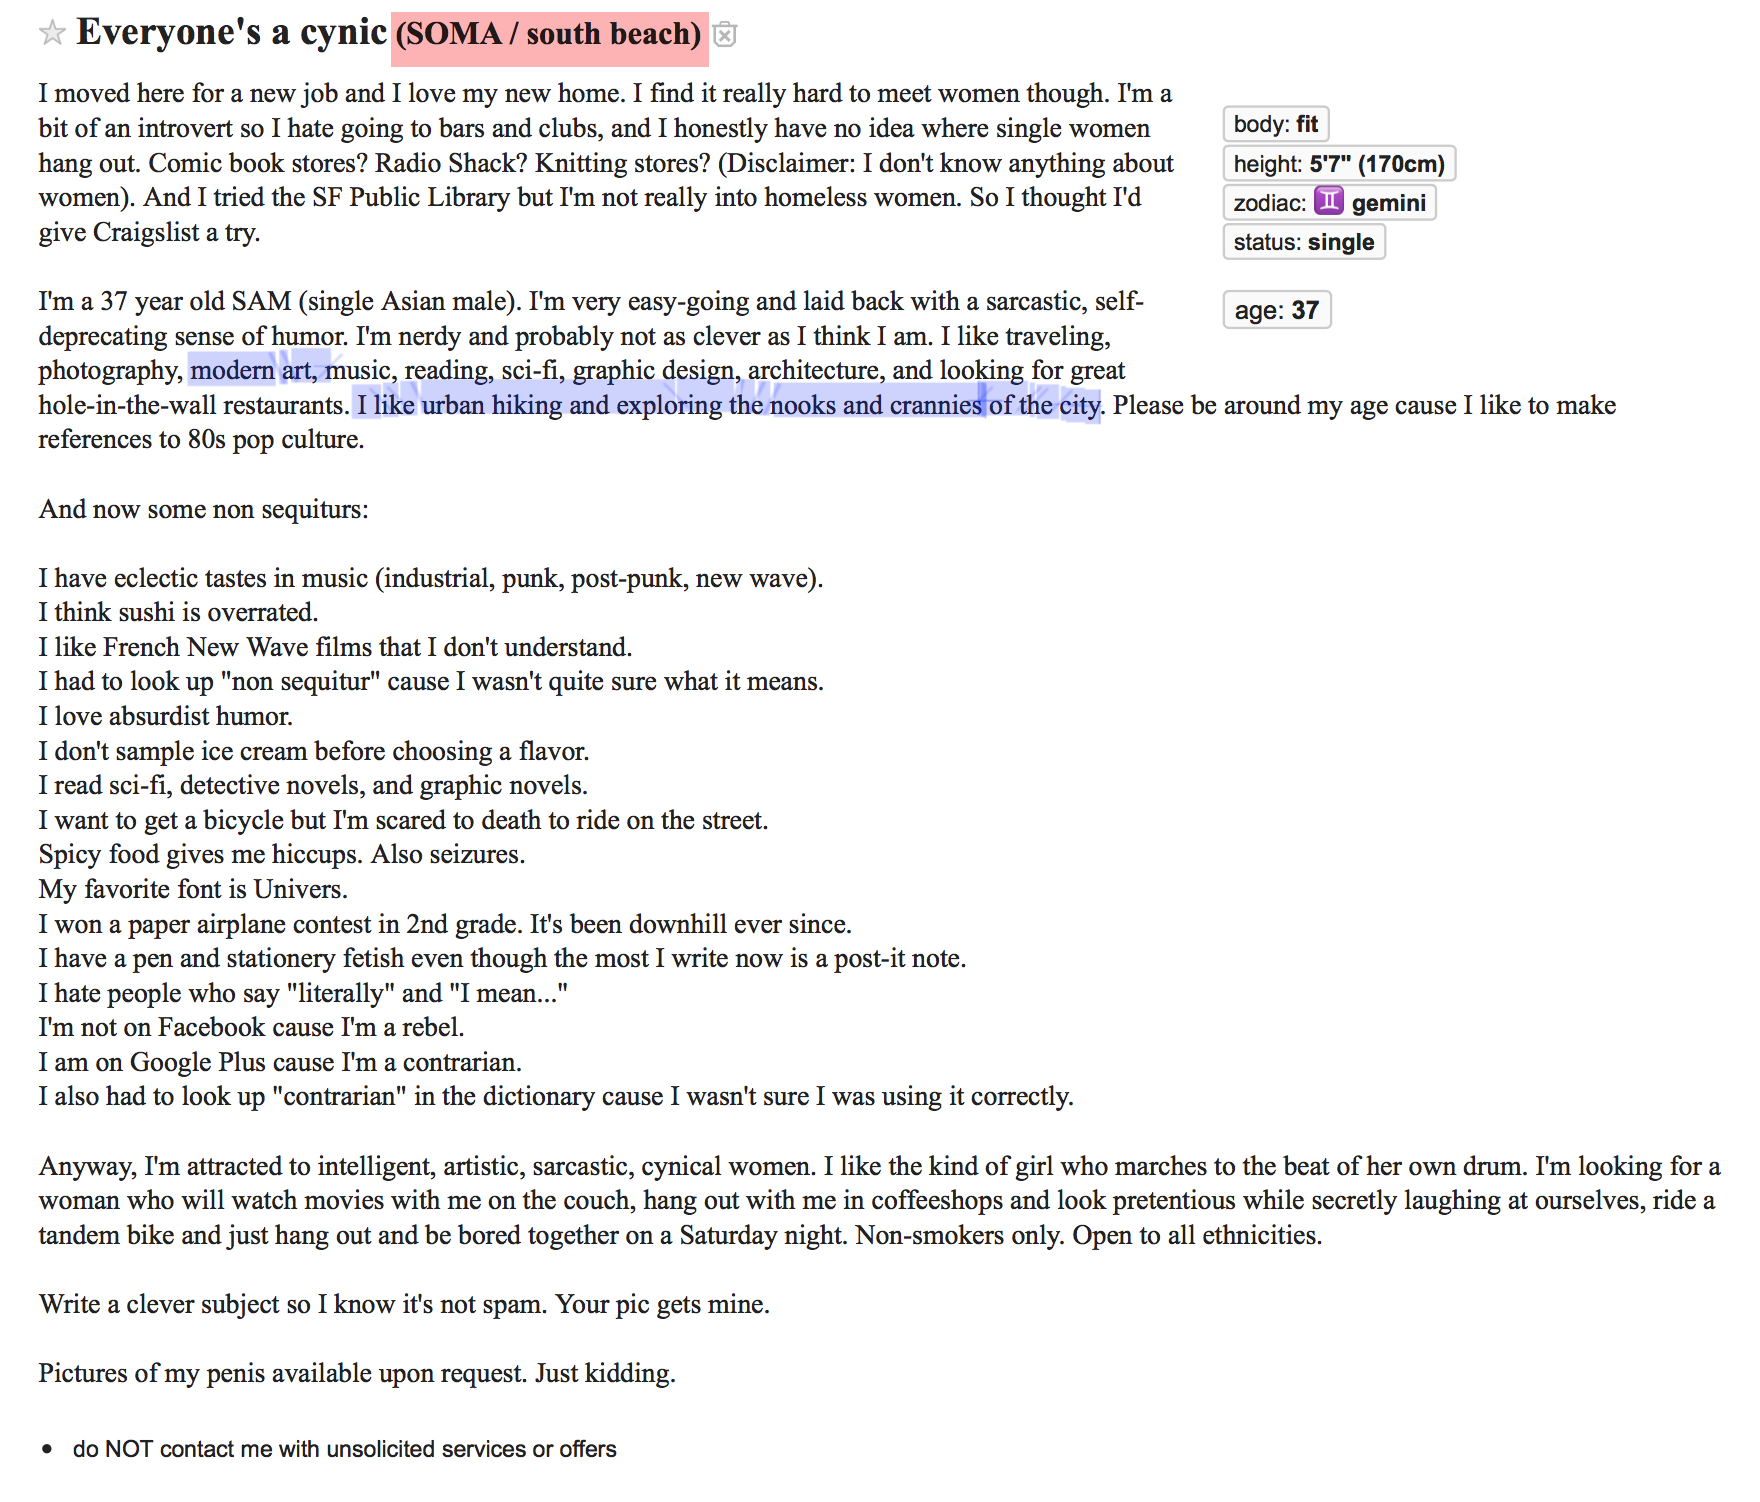 Everyone's a cynic (SOMA / south beach)
I moved here for a new job and I love my new home. I find it really hard to meet women though. I'm a
bit of an introvert so I hate going to bars and clubs, and I honestly have no idea where single women
hang out. Comic book stores? Radio Shack? Knitting stores? (Disclaimer: I don't know anything about
women). And I tried the SF Public Library but I'm not really into homeless women. So I thought I'd
give Craigslist a try.
body: fit
height: 5'7" (170cm)
zodiac: ♊ gemini
status: single
age: 37
I'm a 37 year old SAM (single Asian male). I'm very easy-going and laid back with a sarcastic, self-
deprecating sense of humor. I'm nerdy and probably not as clever as I think I am. I like traveling,
photography, modern art, music, reading, sci-fi, graphic design, architecture, and looking for great
hole-in-the-wall restaurants. I like urban hiking and exploring the nooks and crannies of the city. Please be around my age cause I like to make
references to 80s pop culture.
And now some non sequiturs:
I have eclectic tastes in music (industrial, punk, post-punk, new wave).
I think sushi is overrated.
I like French New Wave films that I don't understand.
I had to look up "non sequitur" cause I wasn't quite sure what it means.
I love absurdist humor.
I don't sample ice cream before choosing a flavor.
I read sci-fi, detective novels, and graphic novels.
I want to get a bicycle but I'm scared to death to ride on the street.
Spicy food gives me hiccups. Also seizures.
My favorite font is Univers.
I won a paper airplane contest in 2nd grade. It's been downhill ever since.
I have a pen and stationery fetish even though the most I write now is a post-it note.
I hate people who say "literally" and "I mean..."
I'm not on Facebook cause I'm a rebel.
I am on Google Plus cause I'm a contrarian.
I also had to look up "contrarian" in the dictionary cause I wasn't sure I was using it correctly.
Anyway, I'm attracted to intelligent, artistic, sarcastic, cynical women. I like the kind of girl who marches to the beat of her own drum. I'm looking for a
woman who will watch movies with me on the couch, hang out with me in coffeeshops and look pretentious while secretly laughing at ourselves, ride a
tandem bike and just hang out and be bored together on a Saturday night. Non-smokers only. Open to all ethnicities.
Write a clever subject so I know it's not spam. Your pic gets mine.
Pictures of my penis available upon request. Just kidding.
• do NOT contact me with unsolicited services or offers